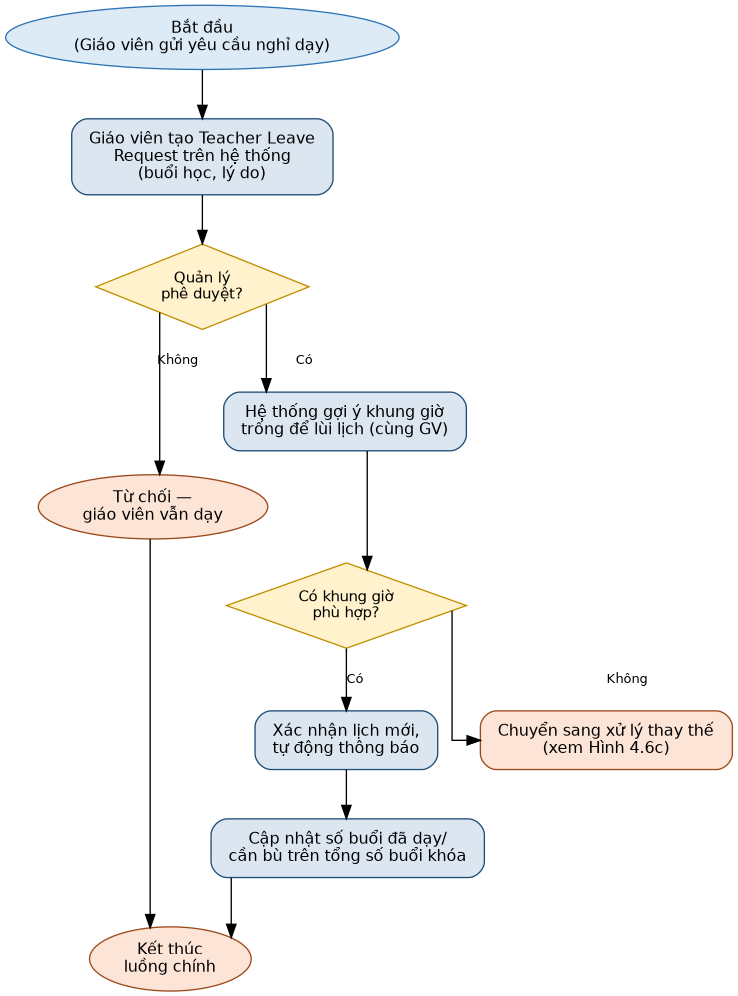 Bắt đầu
(Giáo viên gửi yêu cầu nghỉ dạy)
Giáo viên tạo Teacher Leave
Request trên hệ thống
(buổi học, lý do)
Quản lý
phê duyệt?
Không
Có
Hệ thống gợi ý khung giờ
trống để lùi lịch (cùng GV)
Từ chối —
giáo viên vẫn dạy
Có khung giờ
phù hợp?
Có
Không
Xác nhận lịch mới,
tự động thông báo
Chuyển sang xử lý thay thế
(xem Hình 4.6c)
Cập nhật số buổi đã dạy/
cần bù trên tổng số buổi khóa
Kết thúc
luồng chính